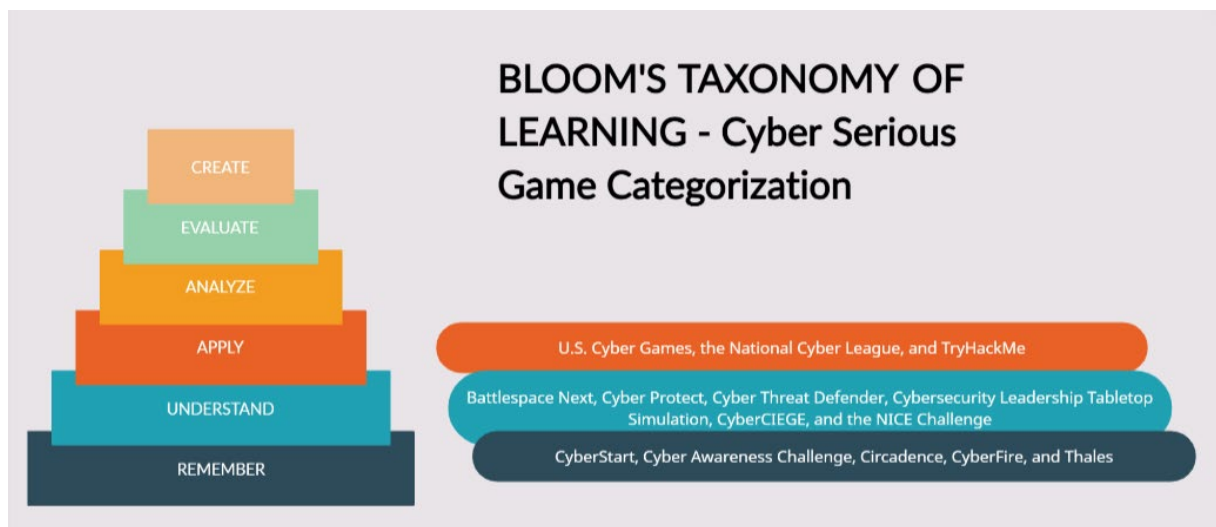 BLOOM'S TAXONOMY OF
LEARNING - Cyber Serious
Game Categorization
CREATE
EVALUATE
ANALYZE
APPLY
U.S. Cyber Games, the National Cyber League, and TryHackMe
UNDERSTAND
Battlespace Next, Cyber Protect, Cyber Threat Defender, Cybersecurity Leadership Tabletop
Simulation, CyberCIEGE, and the NICE Challenge
REMEMBER
CyberStart, Cyber Awareness Challenge, Circadence, CyberFire, and Thales